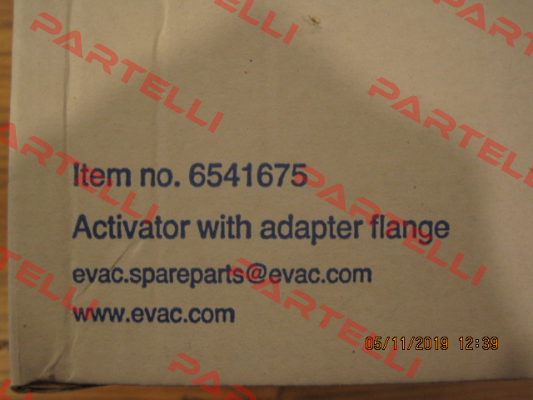 PARTELLI
PARTELLI
PARTELLI
Item no. 6541675
Activator with adapter flange
evac.spareparts@evac.com
www.evac.com
PARTELLI
PARTELLI
05/11/2019 12:39